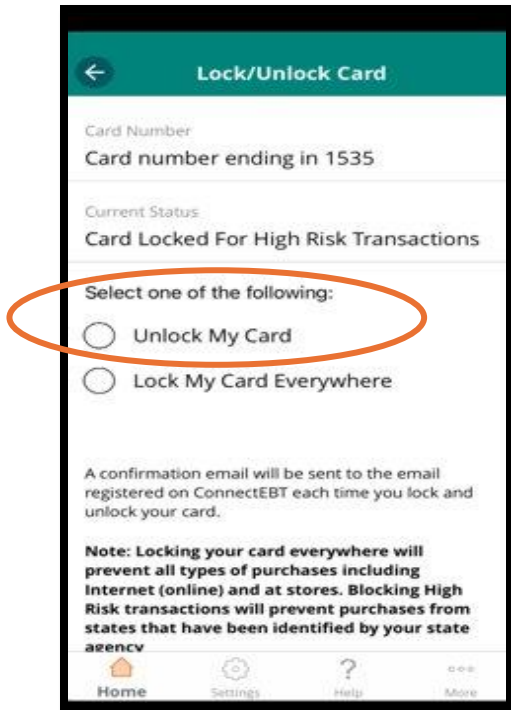 Lock/Unlock Card
Card Number
Card number ending in 1535
Current Status
Card Locked For High Risk Transactions
Select one of the following:
Unlock My Card
Lock My Card Everywhere
A confirmation email will be sent to the email
registered on ConnectEBT each time you lock and
unlock your card.
Note: Locking your card everywhere will
prevent all types of purchases including
Internet (online) and at stores. Blocking High
Risk transactions will prevent purchases from
states that have been identified by your state
agency
Home Settings Help More